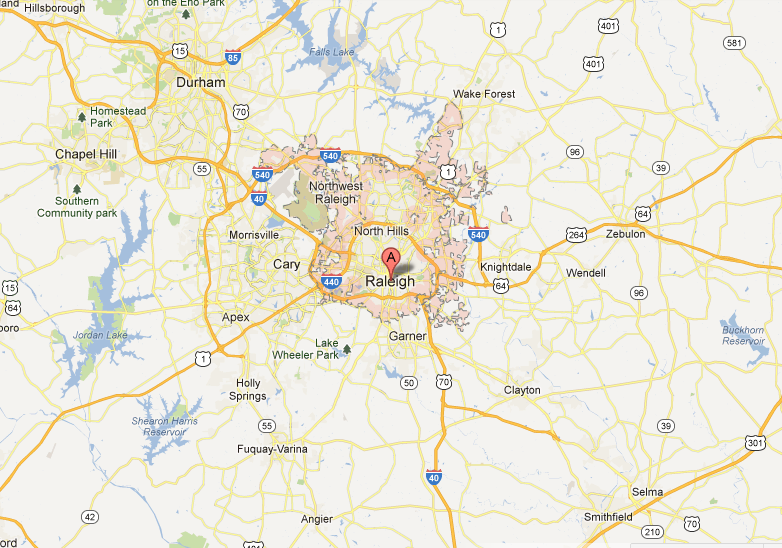 Hillsborough
on the Eno Park
1
401
581
15
85
Falls Lake
401
Durham
Wake Forest
70
Homestead
Park
Chapel Hill
540
96
39
55
540
1
Northwest
Raleigh
Southern
Community park
40
64
Morrisville
North Hills
540
264
Zebulon
A
Cary
Knightdale
Wendell
440
Raleigh
64
15
64
96
Apex
Jordan Lake
Garner
Buckhorn
Reservoir
Lake
Wheeler Park
1
Holly
Springs
50
70
Clayton
Shearon Harris
Reservoir
55
39
301
Fuquay-Varina
40
Selma
42
Angier
Smithfield
70
210
401